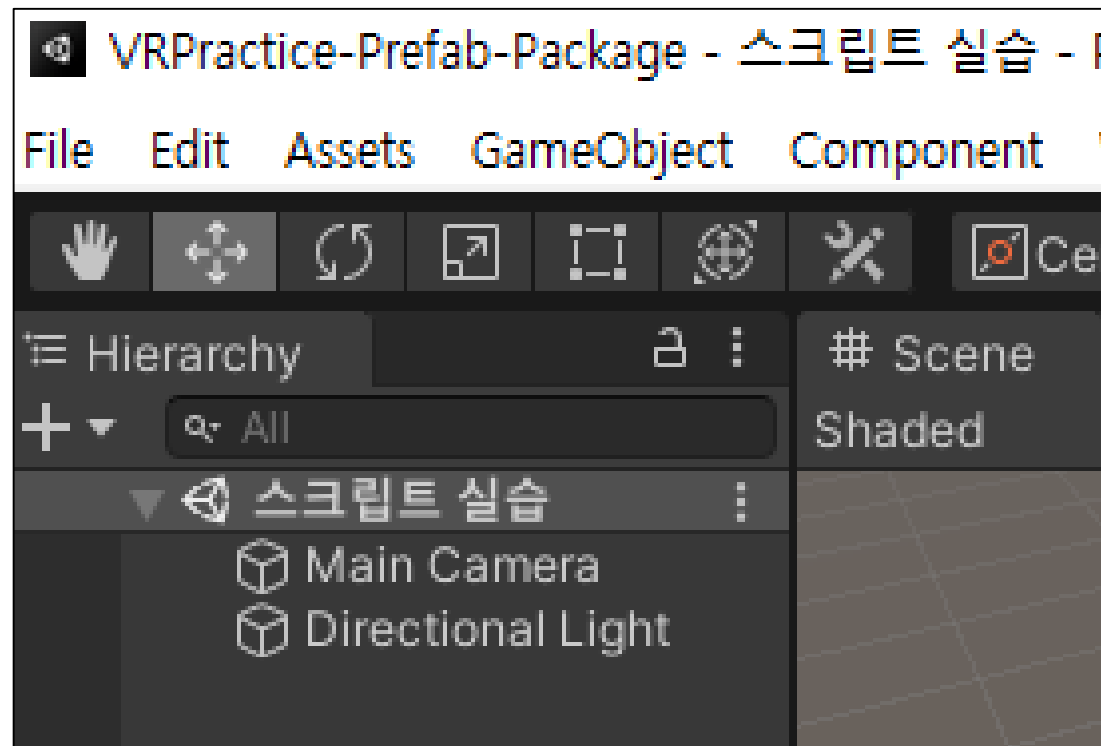 VRPractice-Prefab-Package - 스크립트 실습 -
File Edit Assets GameObject Component
Hierarchy
Scene
All
Shaded
스크립트 실습
Main Camera
Directional Light